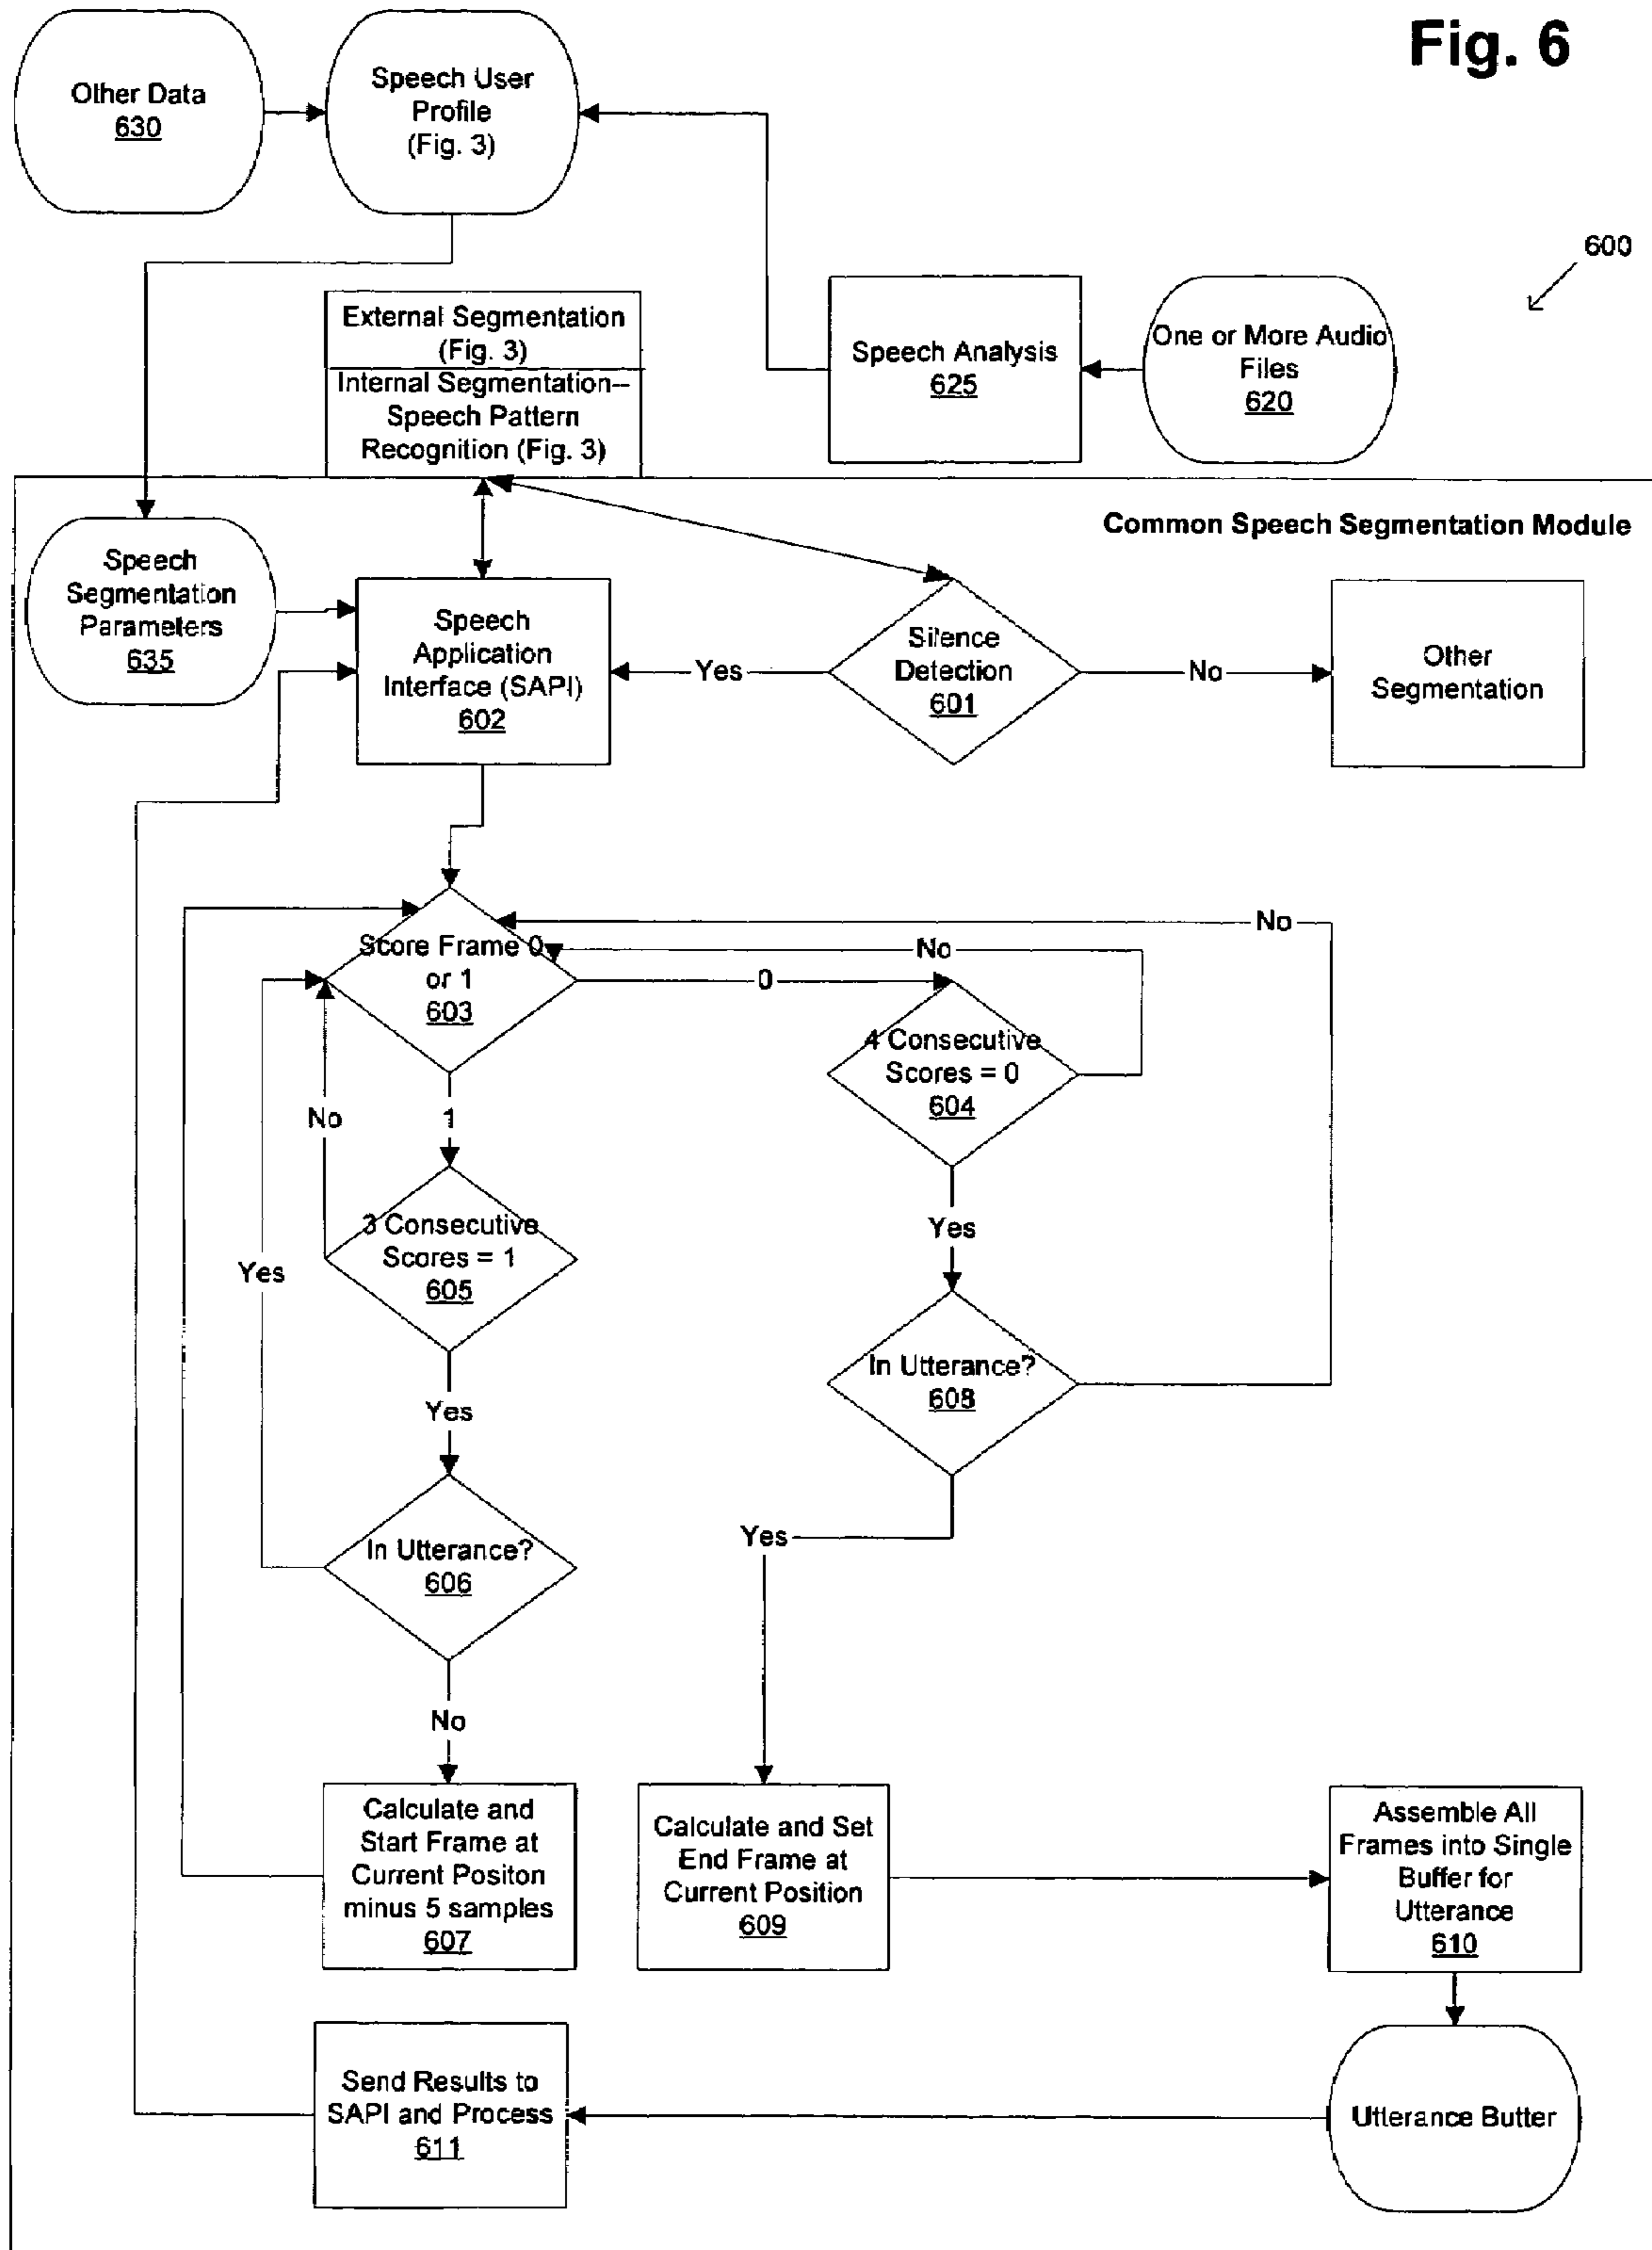 Fig. 6
Other Data
630
Speech User
Profile
(Fig. 3)
600
External Segmentation
(Fig. 3)
Internal Segmentation--
Speech Pattern
Recognition (Fig. 3)
Speech Analysis
625
One or More Audio
Files
620
Common Speech Segmentation Module
Speech
Segmentation
Parameters
635
Speech
Application
Interface (SAPI)
602
Yes
Silence
Detection
601
No
Other
Segmentation
Score Frame 0
or 1
603
No
No
0
4 Consecutive
Scores = 0
604
No
1
Yes
3 Consecutive
Scores = 1
605
Yes
Yes
In Utterance?
608
Yes
In Utterance?
606
Yes
No
Calculate and
Start Frame at
Current Positon
minus 5 samples
607
Calculate and Set
End Frame at
Current Position
609
Assemble All
Frames into Single
Buffer for
Utterance
610
Send Results to
SAPI and Process
611
Utterance Butter